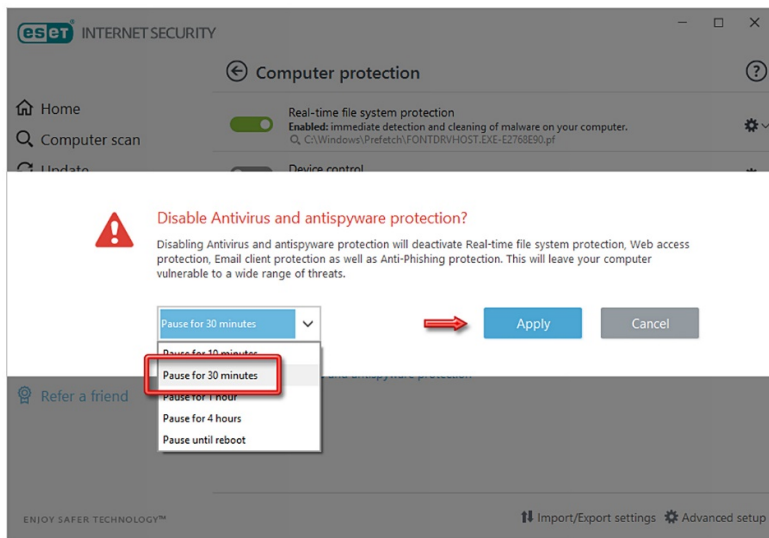 eset INTERNET SECURITY
Computer protection
?
Home
Computer scan
Update
Real-time file system protection
Enabled: immediate detection and cleaning of malware on your computer.
C:\Windows\Prefetch\FONTDRVHOST.EXE-E2768E90.pf
Device control
Disable Antivirus and antispyware protection?
Disabling Antivirus and antispyware protection will deactivate Real-time file system protection, Web access
protection, Email client protection as well as Anti-Phishing protection. This will leave your computer
vulnerable to a wide range of threats.
Pause for 30 minutes
Apply
Cancel
Pause for 10 minutes
Pause for 30 minutes
Pause for 1 hour
Pause for 4 hours
Pause until reboot
and antispyware protection
Refer a friend
ENJOY SAFER TECHNOLOGY™
Import/Export settings
Advanced setup